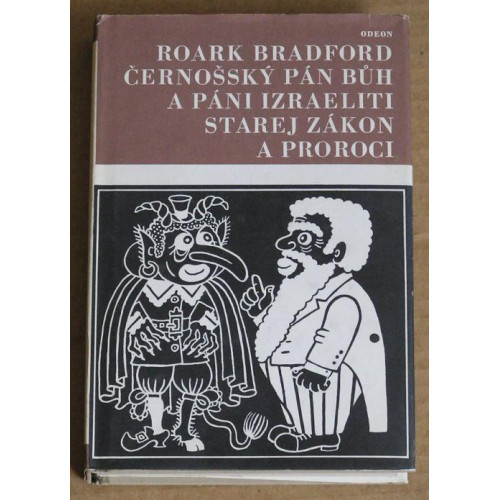 ODEON
ROARK BRADFORD
ČERNOŠSKÝ PÁN BŮH
A PÁNI IZRAELITI
STAREJ ZÁKON
A PROROCI